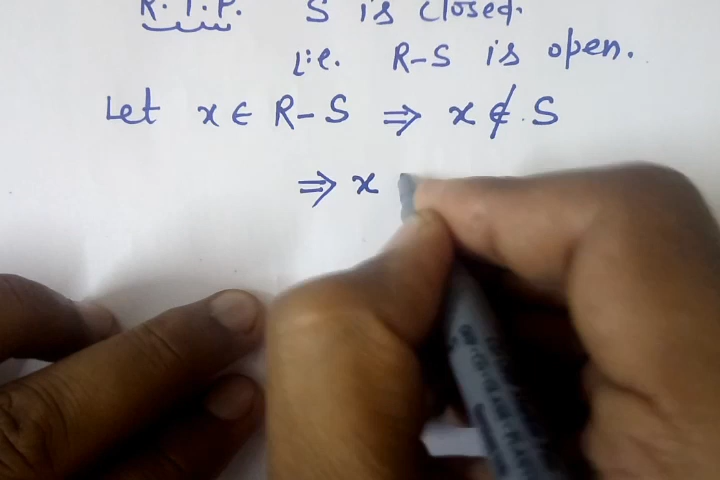 R.T.P. S is closed.
i.e. R-S is open.
Let x ∈ R-S ⇒ x ∉ S
⇒ x